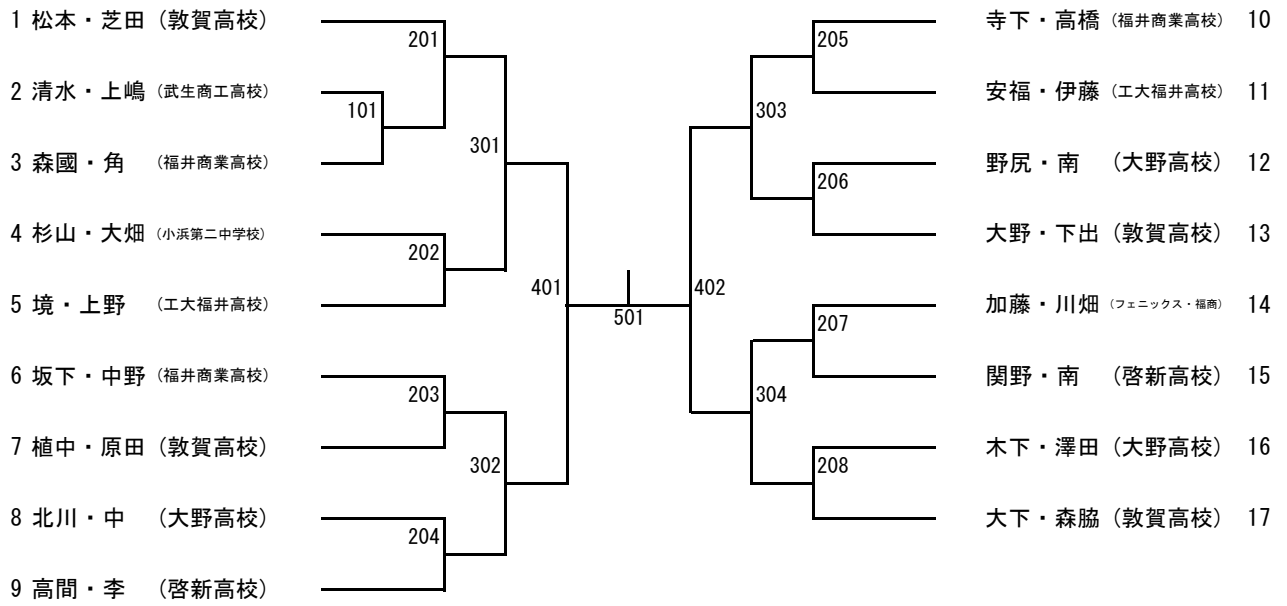 1 松本・芝田（敦賀高校）
201
2 清水・上嶋（武生商工高校）
101
3 森國・角 （福井商業高校）
301
4 杉山・大畑（小浜第二中学校）
202
5 境・上野 （工大福井高校）
401
6 坂下・中野（福井商業高校）
203
7 植中・原田（敦賀高校）
302
8 北川・中 （大野高校）
204
9 高間・李 （啓新高校）
501
寺下・高橋（福井商業高校） 10
205
安福・伊藤（工大福井高校） 11
303
野尻・南 （大野高校） 12
206
大野・下出（敦賀高校） 13
402
加藤・川畑（フェニックス・福商） 14
207
関野・南 （啓新高校） 15
304
木下・澤田（大野高校） 16
208
大下・森脇（敦賀高校） 17